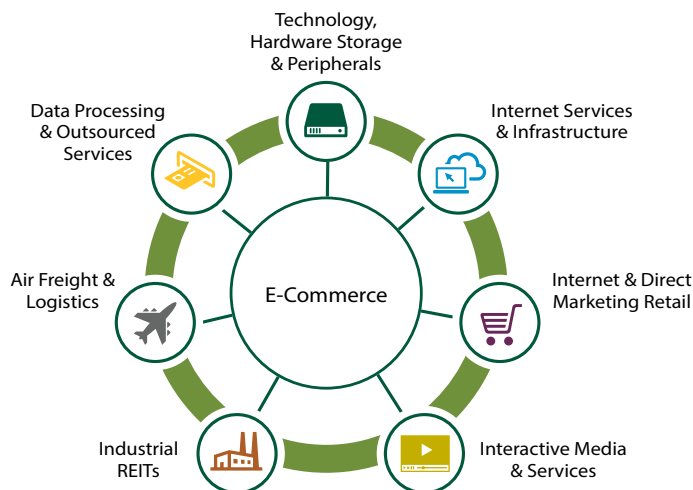 Technology,
Hardware Storage
& Peripherals
Data Processing
& Outsourced
Services
Internet Services
& Infrastructure
Air Freight &
Logistics
E-Commerce
Internet & Direct
Marketing Retail
Industrial
REITs
Interactive Media
& Services